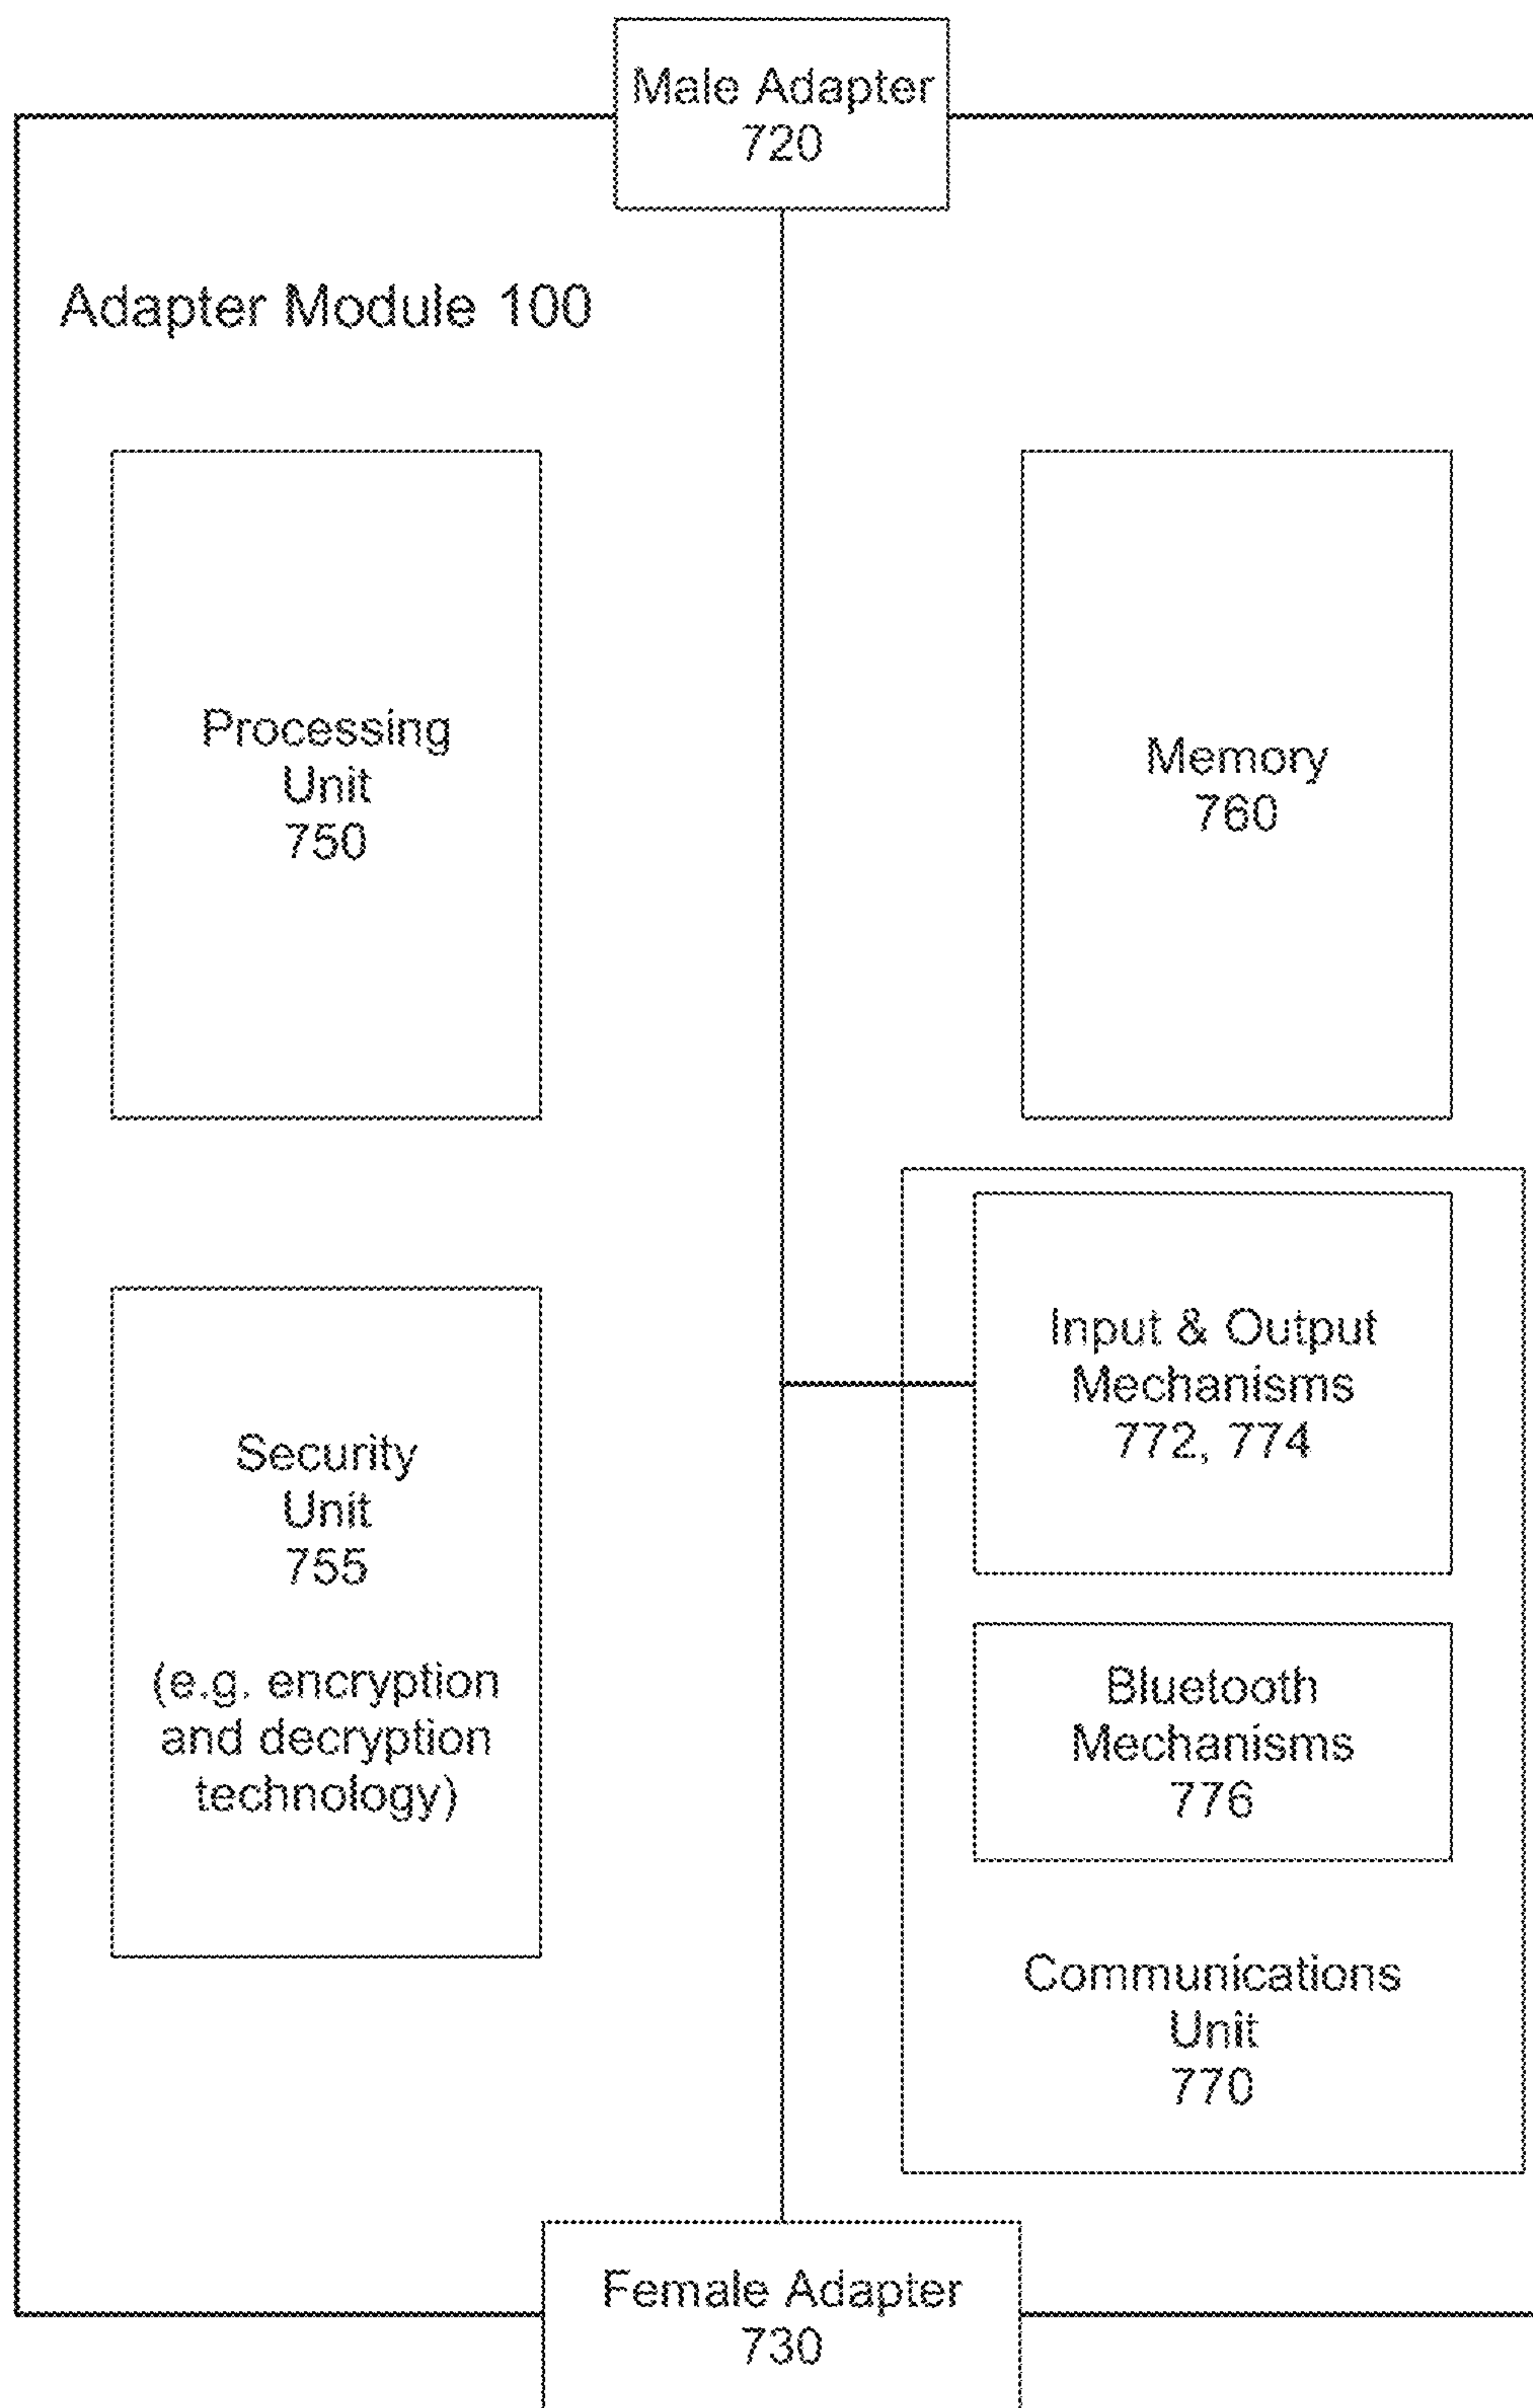 Male Adapter
720
Adapter Module 100
Processing
Unit
750
Memory
760
Security
Unit
755
(e.g. encryption
and decryption
technology)
Input & Output
Mechanisms
772, 774
Bluetooth
Mechanisms
776
Communications
Unit
770
Female Adapter
730